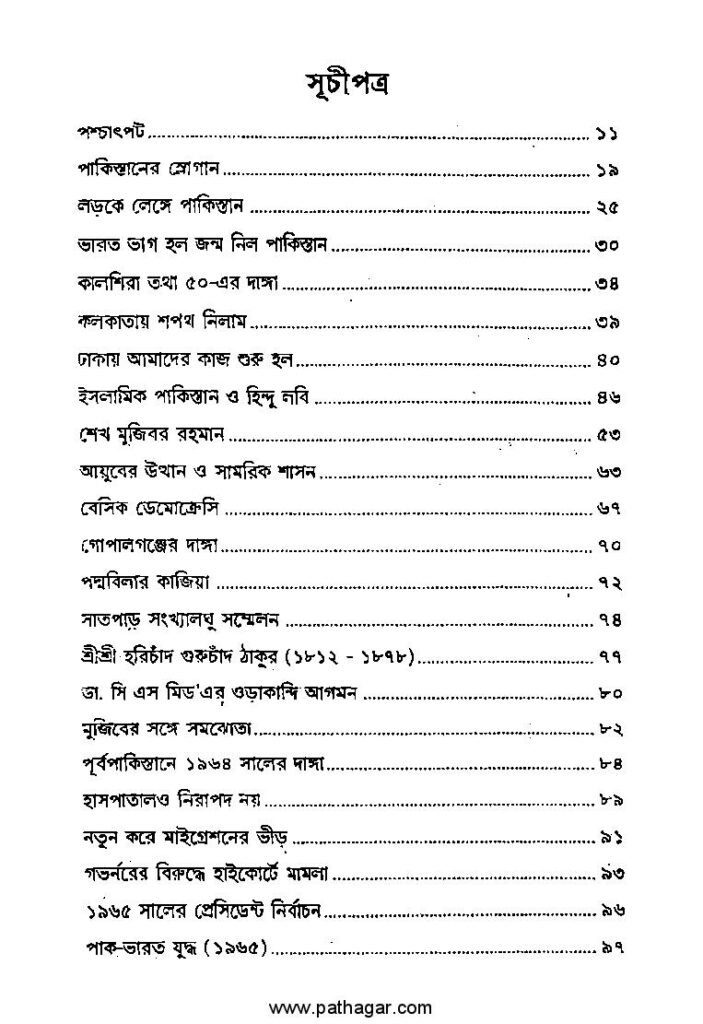 সূচীপত্র
পশ্চাৎপট ১১
পাকিস্তানের স্লোগান ১৯
লড়কে লেঙ্গে পাকিস্তান ২৫
ভারত ভাগ হল জন্ম নিল পাকিস্তান ৩০
কালশিরা তথা ৫০-এর দাঙ্গা ৩৪
কলকাতায় শপথ নিলাম ৩৯
ঢাকায় আমাদের কাজ শুরু হল ৪০
ইসলামিক পাকিস্তান ও হিন্দু লবি ৪৬
শেখ মুজিবর রহমান ৫৩
আয়ুবের উত্থান ও সামরিক শাসন ৬৩
বেসিক ডেমোক্রেসি ৬৭
গোপালগঞ্জের দাঙ্গা ৭০
পদ্মবিলার কাজিয়া ৭২
সাতপাড় সংখ্যালঘু সম্মেলন ৭৪
শ্রীশ্রী হরিচাঁদ গুরুচাঁদ ঠাকুর (১৮১২ - ১৮৭৮) ৭৭
ডা. সি এস মিড'এর ওড়াকান্দি আগমন ৮০
মুজিবের সঙ্গে সমঝোতা ৮২
পূর্বপাকিস্তানে ১৯৬৪ সালের দাঙ্গা ৮৪
হাসপাতালও নিরাপদ নয় ৮৯
নতুন করে মাইগ্রেশনের ভীড় ৯১
গভর্নরের বিরুদ্ধে হাইকোর্টে মামলা ৯৩
১৯৬৫ সালের প্রেসিডেন্ট নির্বাচন ৯৬
পাক-ভারত যুদ্ধ (১৯৬৫) ৯৭
www.pathagar.com